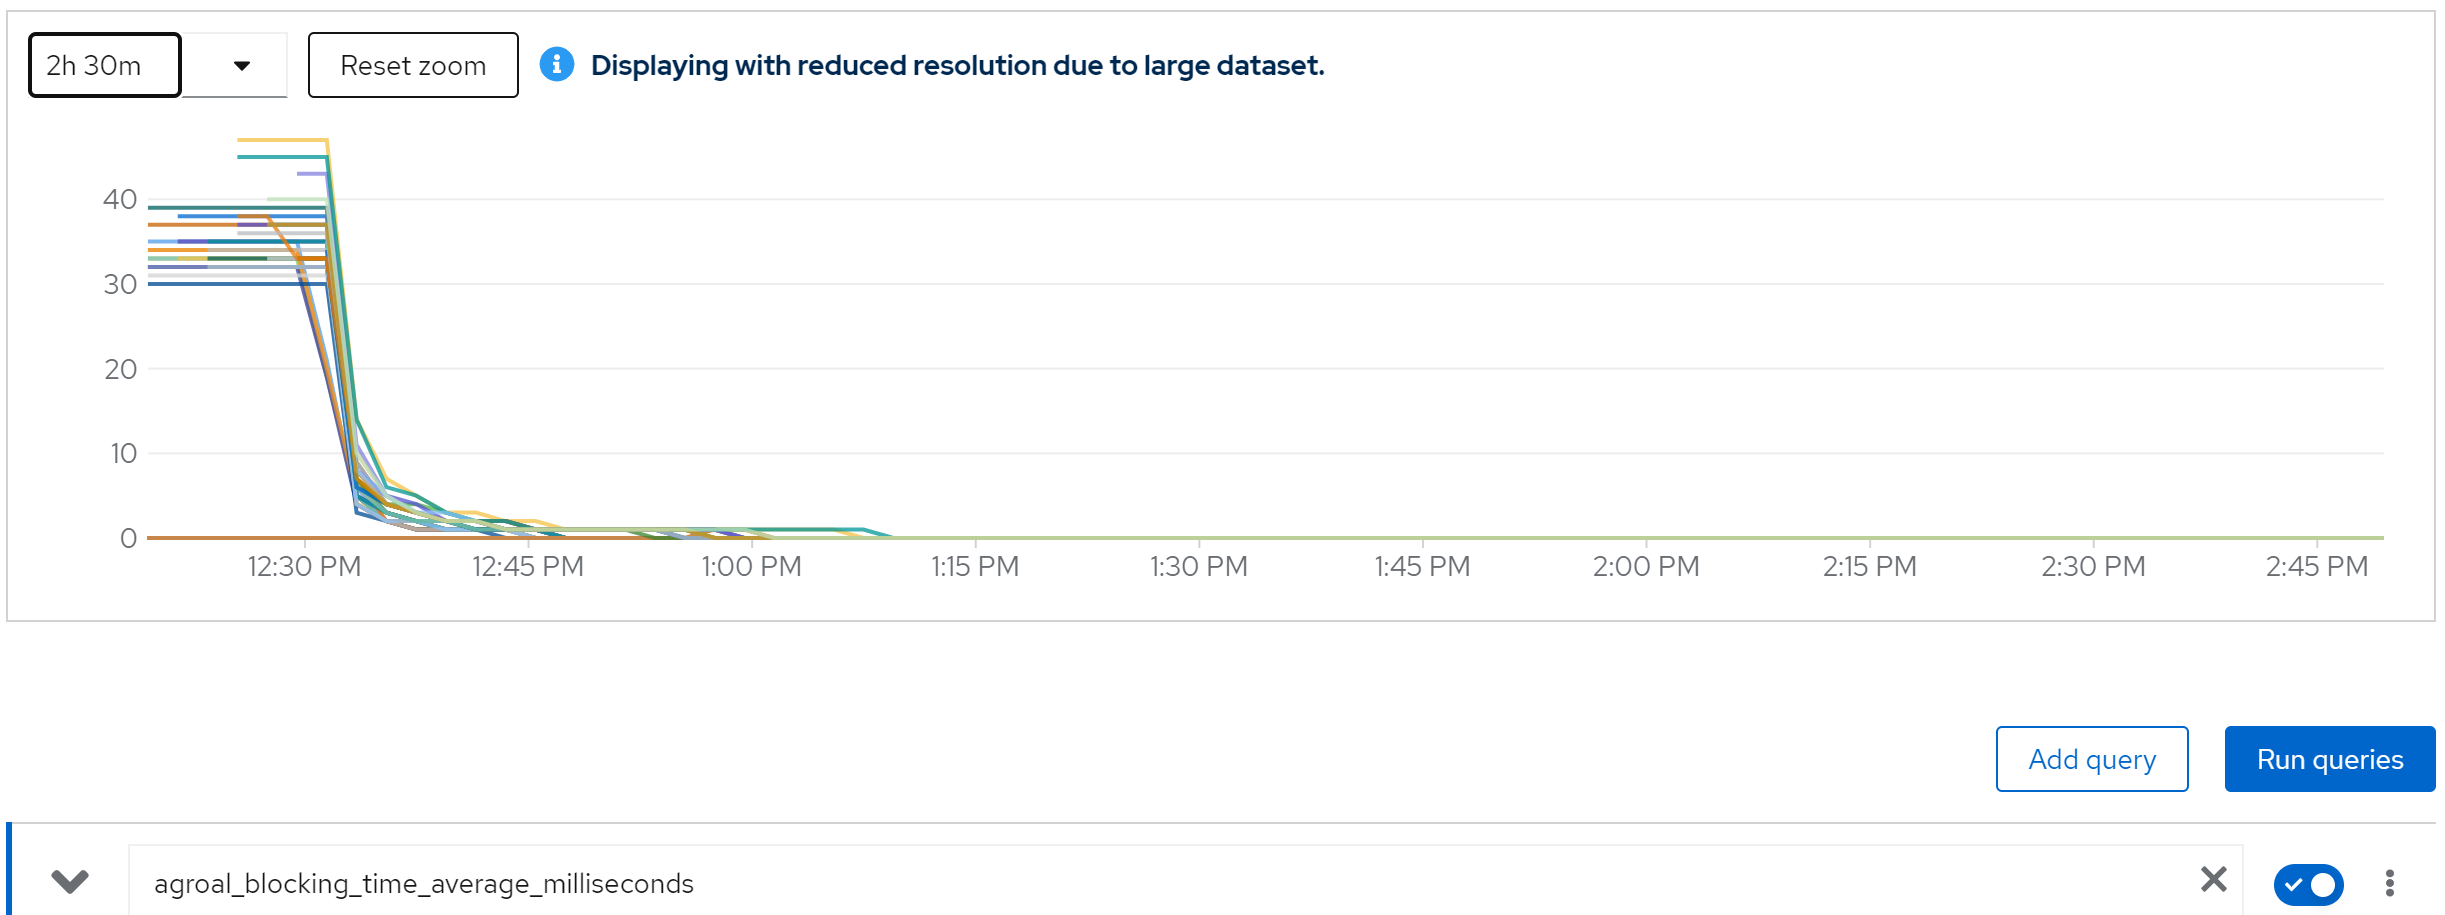 2h 30m
Reset zoom
Displaying with reduced resolution due to large dataset.
40
30
20
10
0
12:30 PM 12:45 PM 1:00 PM 1:15 PM 1:30 PM 1:45 PM 2:00 PM 2:15 PM 2:30 PM 2:45 PM
Add query
Run queries
agroal_blocking_time_average_milliseconds